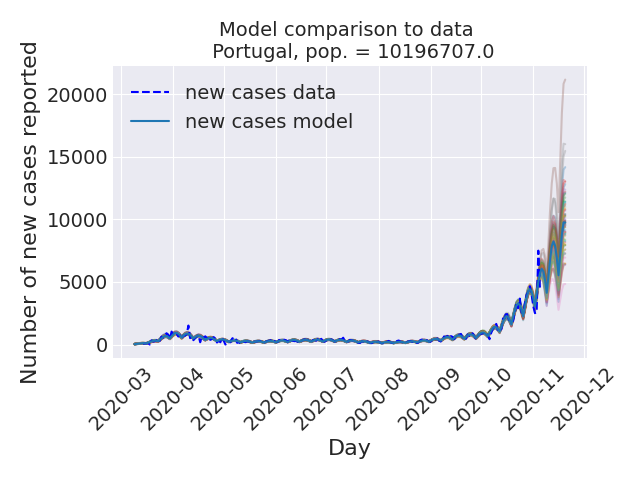 Model comparison to data
Portugal, pop. = 10196707.0
Number of new cases reported
20000
15000
10000
5000
0
new cases data
new cases model
2020-03
2020-04
2020-05
2020-06
2020-07
2020-08
2020-09
2020-10
2020-11
2020-12
Day